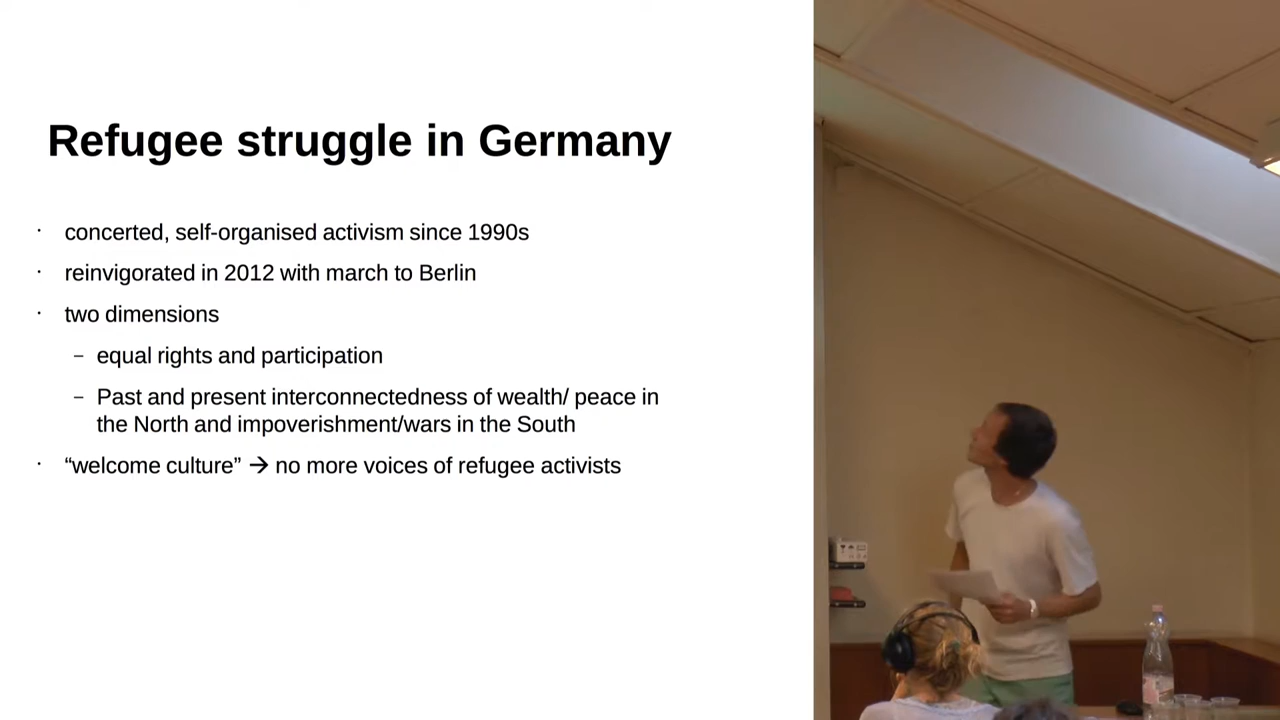 Refugee struggle in Germany
· concerted, self-organised activism since 1990s
· reinvigorated in 2012 with march to Berlin
· two dimensions
– equal rights and participation
– Past and present interconnectedness of wealth/ peace in
the North and impoverishment/wars in the South
· “welcome culture” → no more voices of refugee activists